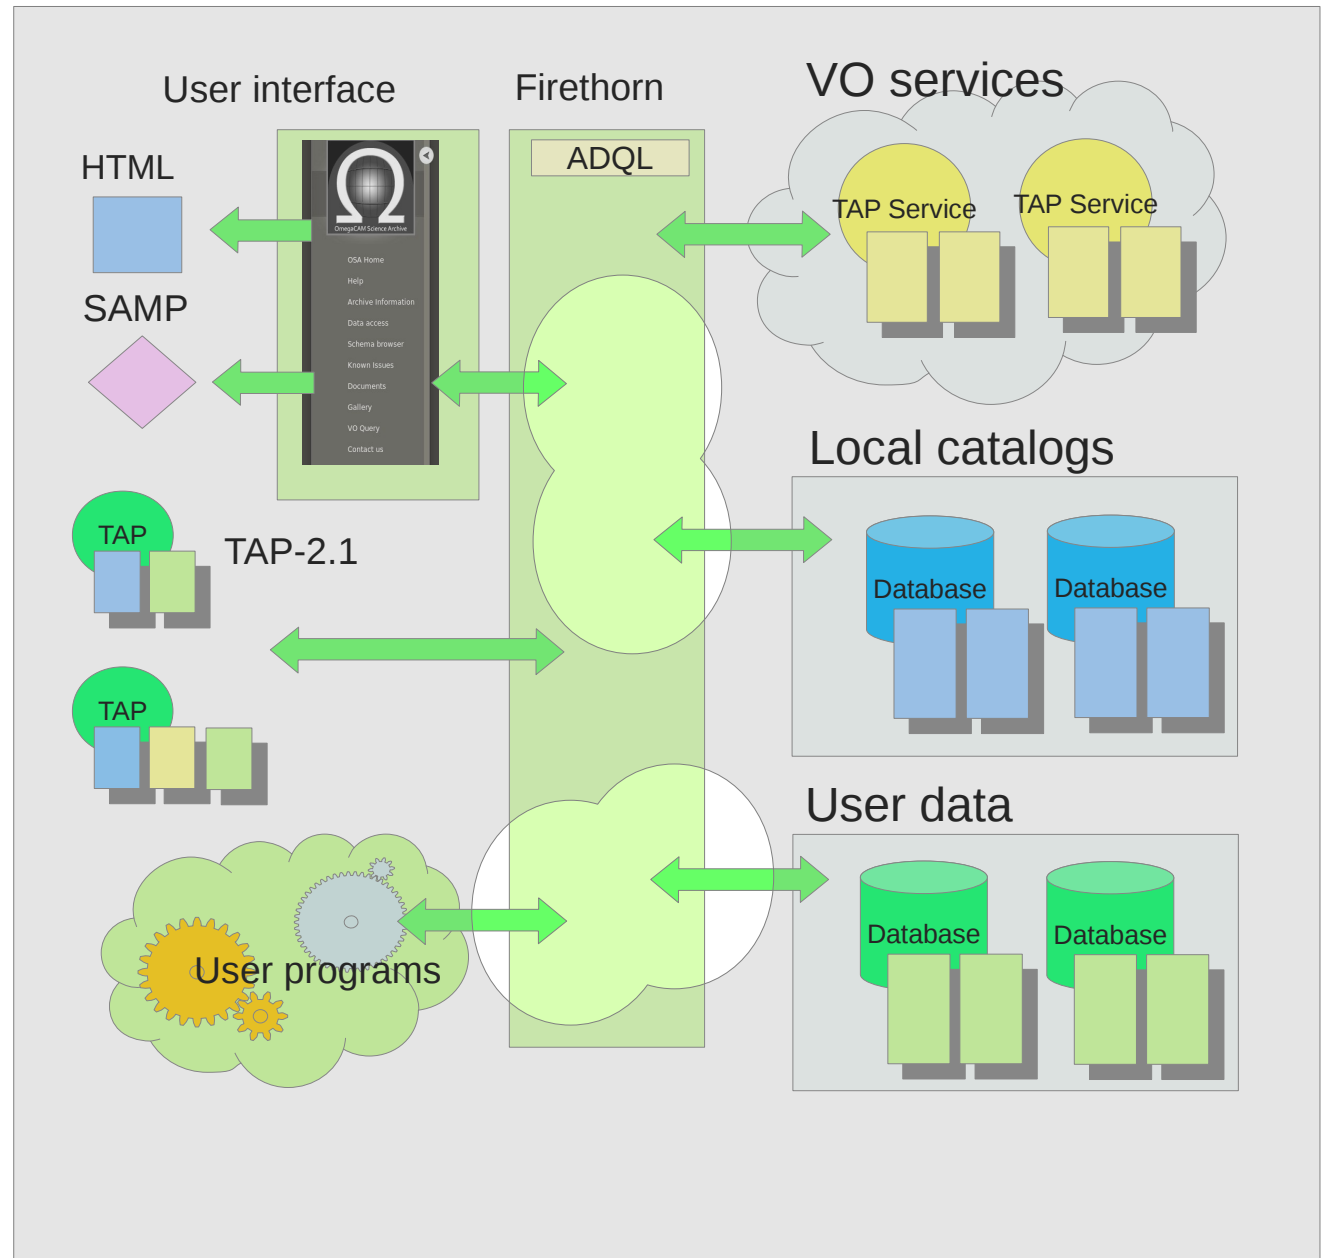 User interface
Firethorn
VO services
HTML
ADQL
OmegaCAM Science Archive
OSA Home
Help
Archive Information
Data access
Schema browser
Known Issues
Documents
Gallery
VO Query
Contact us
SAMP
TAP Service
TAP Service
Local catalogs
TAP
TAP-2.1
Database
Database
TAP
User data
User programs
Database
Database